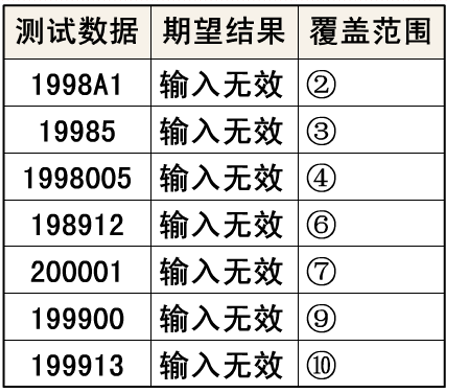 测试数据 期望结果 覆盖范围
1998A1 输入无效 ②
19985 输入无效 ③
1998005 输入无效 ④
198912 输入无效 ⑥
200001 输入无效 ⑦
199900 输入无效 ⑨
199913 输入无效 ⑩